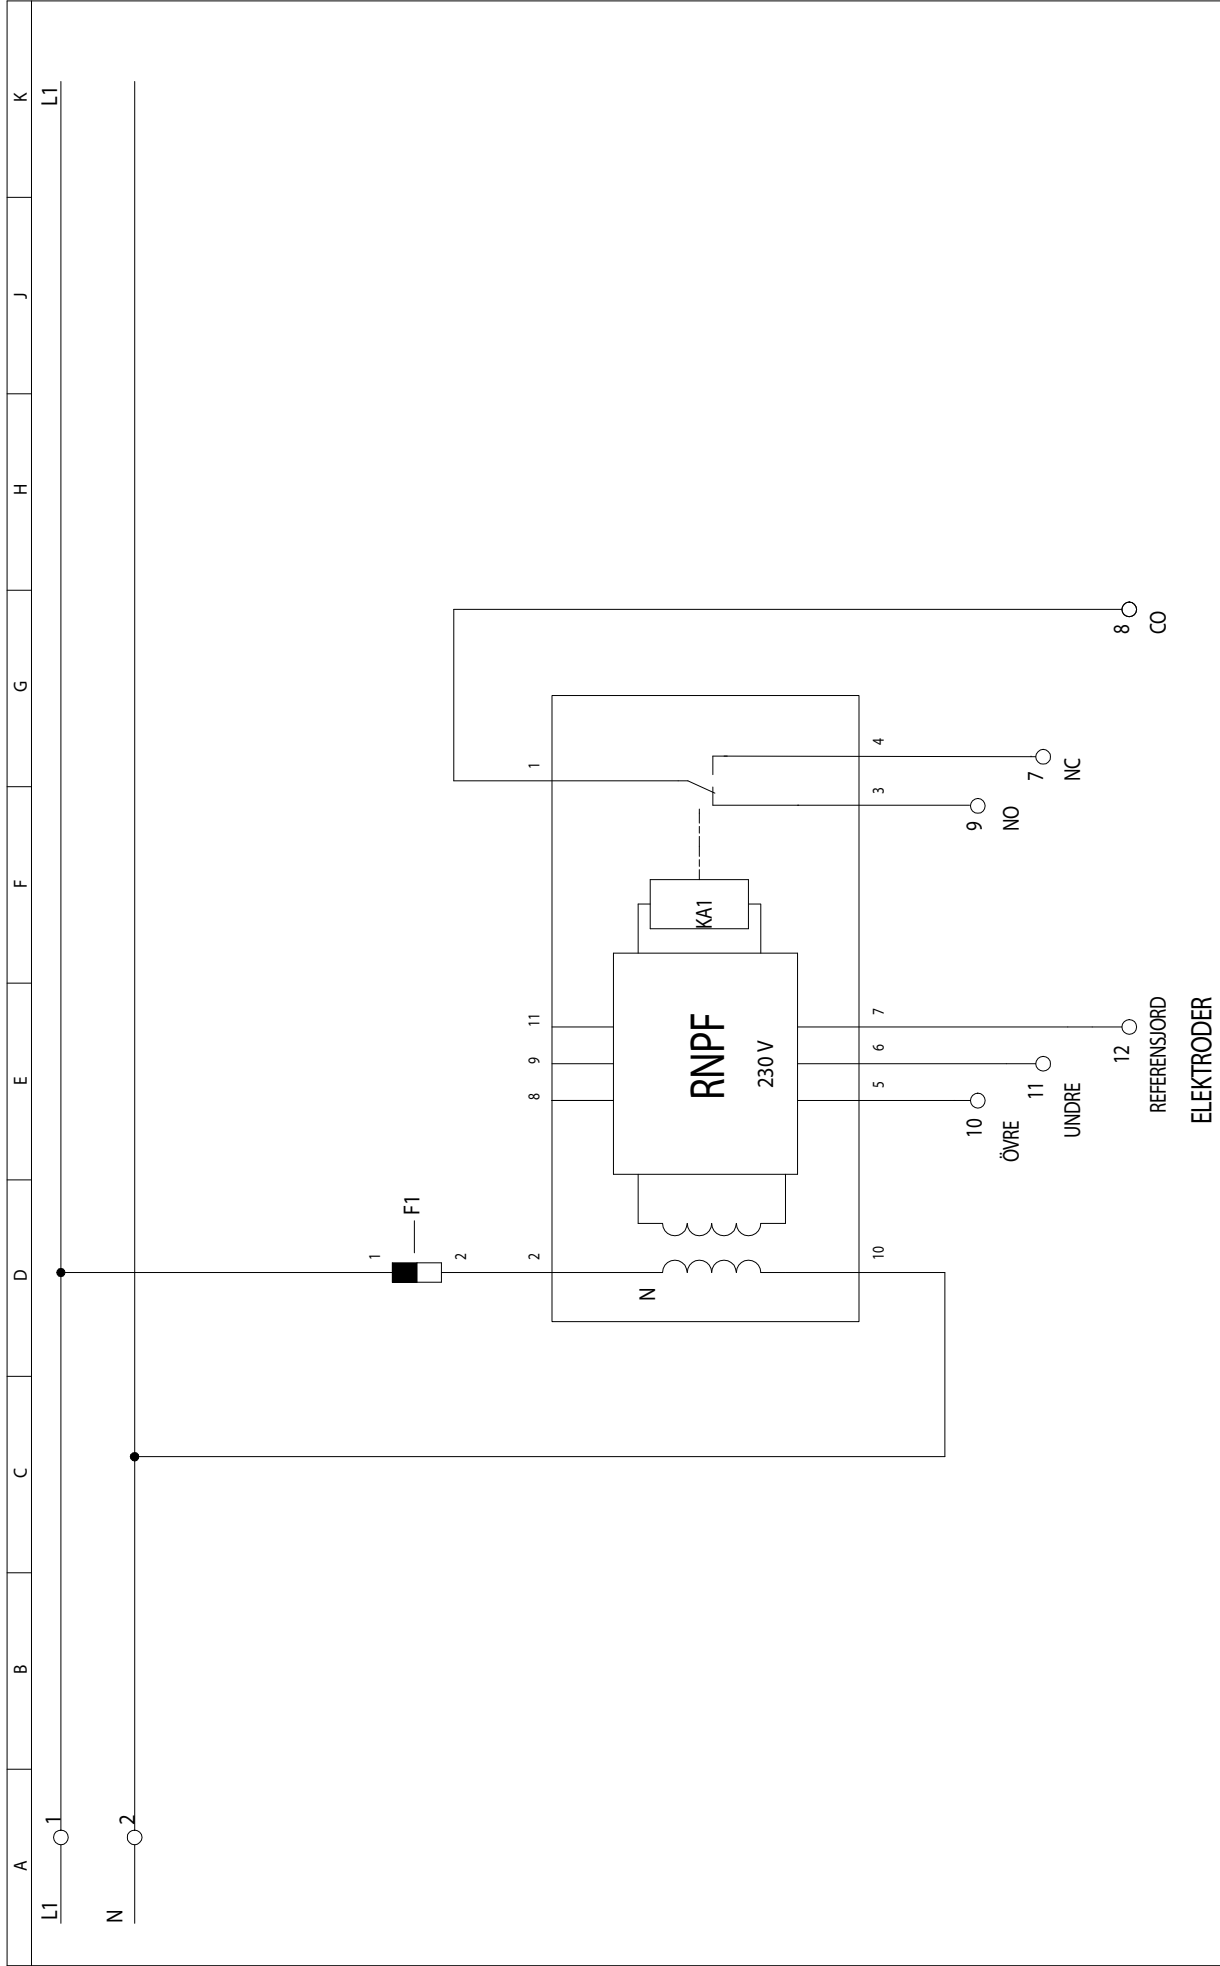 A B C D E F G H J K
L1 1 L1
N 2
1
F1
2
2 8 9 11 1
N RNPF KA1
230 V
10 5 6 7 3 4
10 9
ÖVRE NO
11 7
UNDRE NC
12 8
REFERENSJORD CO
ELEKTRODER